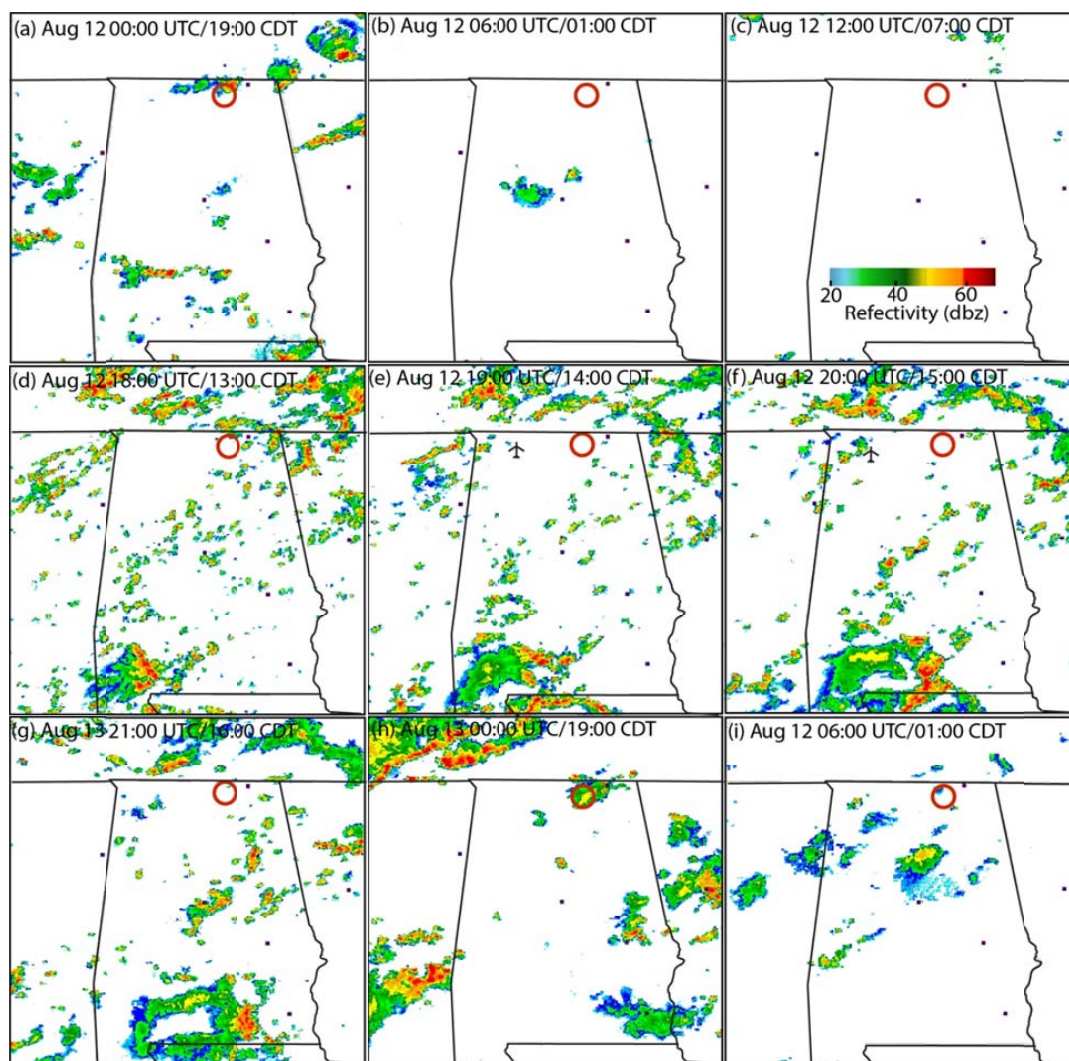 (a) Aug 12 00:00 UTC/19:00 CDT
(b) Aug 12 06:00 UTC/01:00 CDT
(c) Aug 12 12:00 UTC/07:00 CDT
20 40 60
Refectivity (dbz)
(d) Aug 12 18:00 UTC/13:00 CDT
(e) Aug 12 19:00 UTC/14:00 CDT
(f) Aug 12 20:00 UTC/15:00 CDT
(g) Aug 13 21:00 UTC/16:00 CDT
(h) Aug 13 00:00 UTC/19:00 CDT
(i) Aug 12 06:00 UTC/01:00 CDT